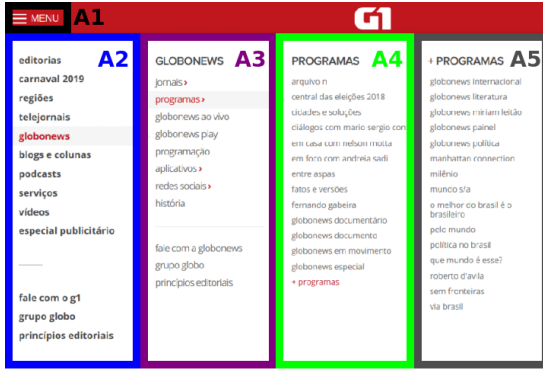 MENU A1
G1
A2
editorias
carnaval 2019
regiões
telejornais
globonews
blogs e colunas
podcasts
serviços
vídeos
especial publicitário
fale com o g1
grupo globo
princípios editoriais
GLOBONEWS A3
jornais ›
programas ›
globonews ao vivo
globonews play
programação
aplicativos ›
redes sociais ›
história
fale com a globonews
grupo globo
princípios editoriais
PROGRAMAS A4
arquivo n
central das eleições 2018
cidades e soluções
diálogos com mario sergio con
em casa com nelson motta
em foco com andreia sadi
entre aspas
fatos e versões
fernando gabeira
globonews documentário
globonews documento
globonews em movimento
globonews especial
+ programas
+ PROGRAMAS A5
globonews internacional
globonews literatura
globonews miriam leitão
globonews painel
globonews política
manhattan connection
milênio
mundo s/a
o melhor do brasil é o
brasileiro
pelo mundo
política no brasil
que mundo é esse?
roberto d'avila
sem fronteiras
via brasil